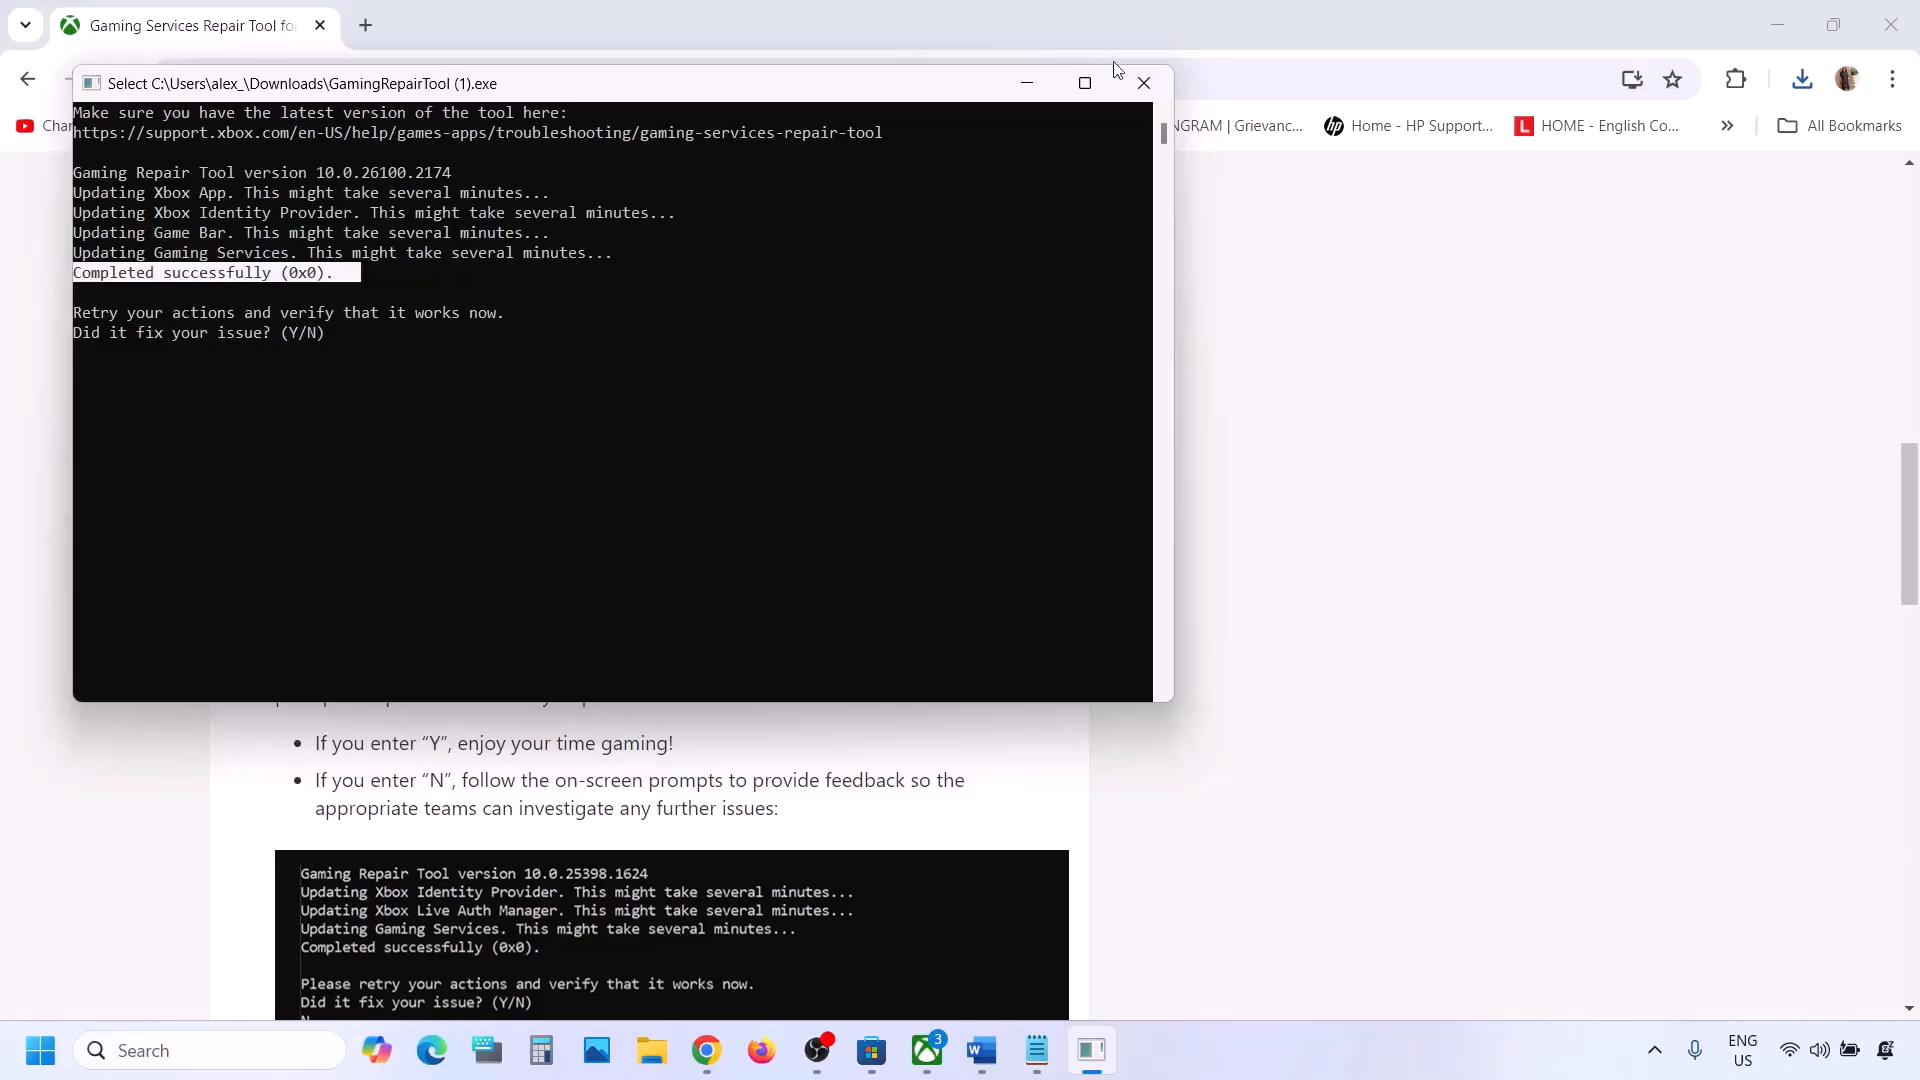 Gaming Services Repair Tool fo
Select C:\Users\alex_\Downloads\GamingRepairTool (1).exe
Chan
NGRAM | Grievanc...
Home - HP Support...
HOME - English Co...
All Bookmarks
Make sure you have the latest version of the tool here:
https://support.xbox.com/en-US/help/games-apps/troubleshooting/gaming-services-repair-tool
Gaming Repair Tool version 10.0.26100.2174
Updating Xbox App. This might take several minutes...
Updating Xbox Identity Provider. This might take several minutes...
Updating Game Bar. This might take several minutes...
Updating Gaming Services. This might take several minutes...
Completed successfully (0x0).
Retry your actions and verify that it works now.
Did it fix your issue? (Y/N)
• If you enter “Y”, enjoy your time gaming!
• If you enter “N”, follow the on-screen prompts to provide feedback so the
appropriate teams can investigate any further issues:
Gaming Repair Tool version 10.0.25398.1624
Updating Xbox Identity Provider. This might take several minutes...
Updating Xbox Live Auth Manager. This might take several minutes...
Updating Gaming Services. This might take several minutes...
Completed successfully (0x0).
Please retry your actions and verify that it works now.
Did it fix your issue? (Y/N)
N
Search
3
ENG
US